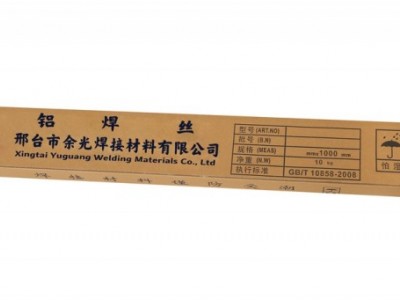 铝焊丝
邢台市余光焊接材料有限公司
Xingtai Yuguang Welding Materials Co., Ltd
型号 (ART.NO)
批号 (B.N)
规格 (MEAS) mm×1000 mm
净重 (N.W) 10 kg
执行标准 GB/T 10858-2008
怕湿